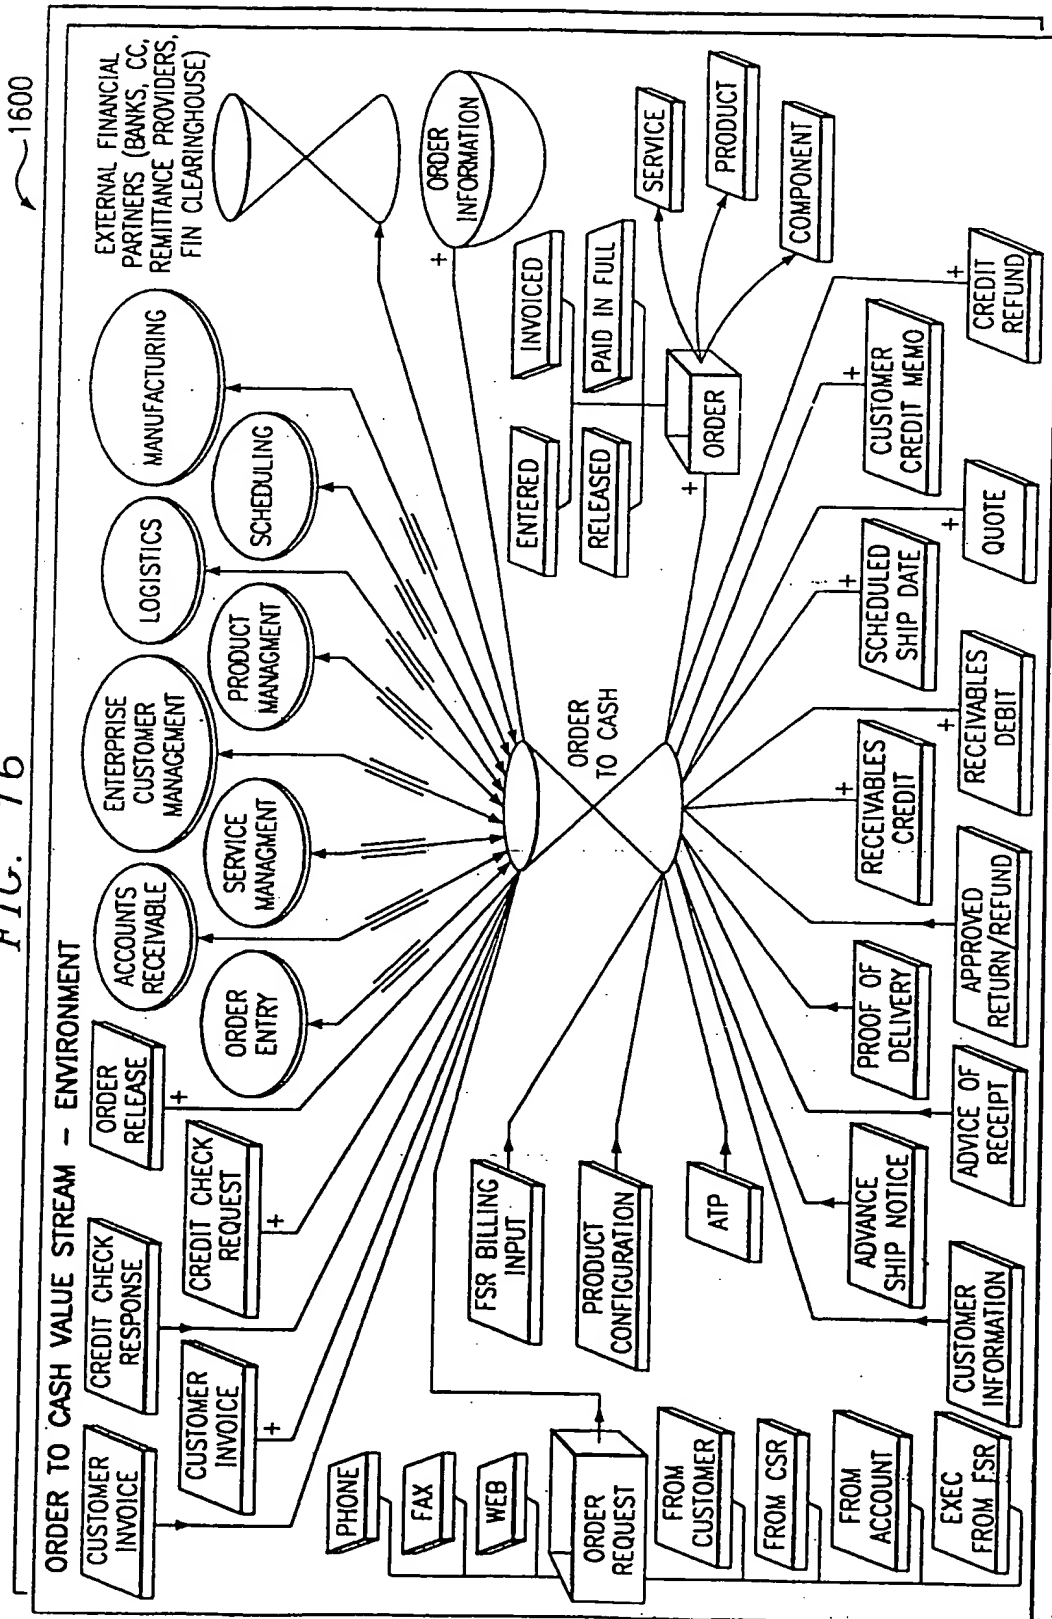 FIG. 16
1600
ORDER TO CASH VALUE STREAM – ENVIRONMENT
CUSTOMER
INVOICE
CREDIT CHECK
RESPONSE
ORDER
RELEASE
ACCOUNTS
RECEIVABLE
ENTERPRISE
CUSTOMER
MANAGEMENT
LOGISTICS
MANUFACTURING
EXTERNAL FINANCIAL
PARTNERS (BANKS, CC,
REMITTANCE PROVIDERS,
FIN CLEARINGHOUSE)
CUSTOMER
INVOICE
+
CREDIT CHECK
REQUEST
+
+
ORDER
ENTRY
SERVICE
MANAGMENT
PRODUCT
MANAGMENT
SCHEDULING
PHONE
FAX
WEB
ORDER
REQUEST
FROM
CUSTOMER
FROM CSR
FROM
ACCOUNT
EXEC
FROM FSR
FSR BILLING
INPUT
PRODUCT
CONFIGURATION
ATP
ORDER
TO CASH
+
ORDER
INFORMATION
ENTERED
INVOICED
RELEASED
PAID IN FULL
+
ORDER
SERVICE
PRODUCT
COMPONENT
CUSTOMER
INFORMATION
ADVANCE
SHIP NOTICE
ADVICE OF
RECEIPT
PROOF OF
DELIVERY
APPROVED
RETURN/REFUND
+
RECEIVABLES
CREDIT
+
RECEIVABLES
DEBIT
+
SCHEDULED
SHIP DATE
+
QUOTE
+
CUSTOMER
CREDIT MEMO
+
CREDIT
REFUND